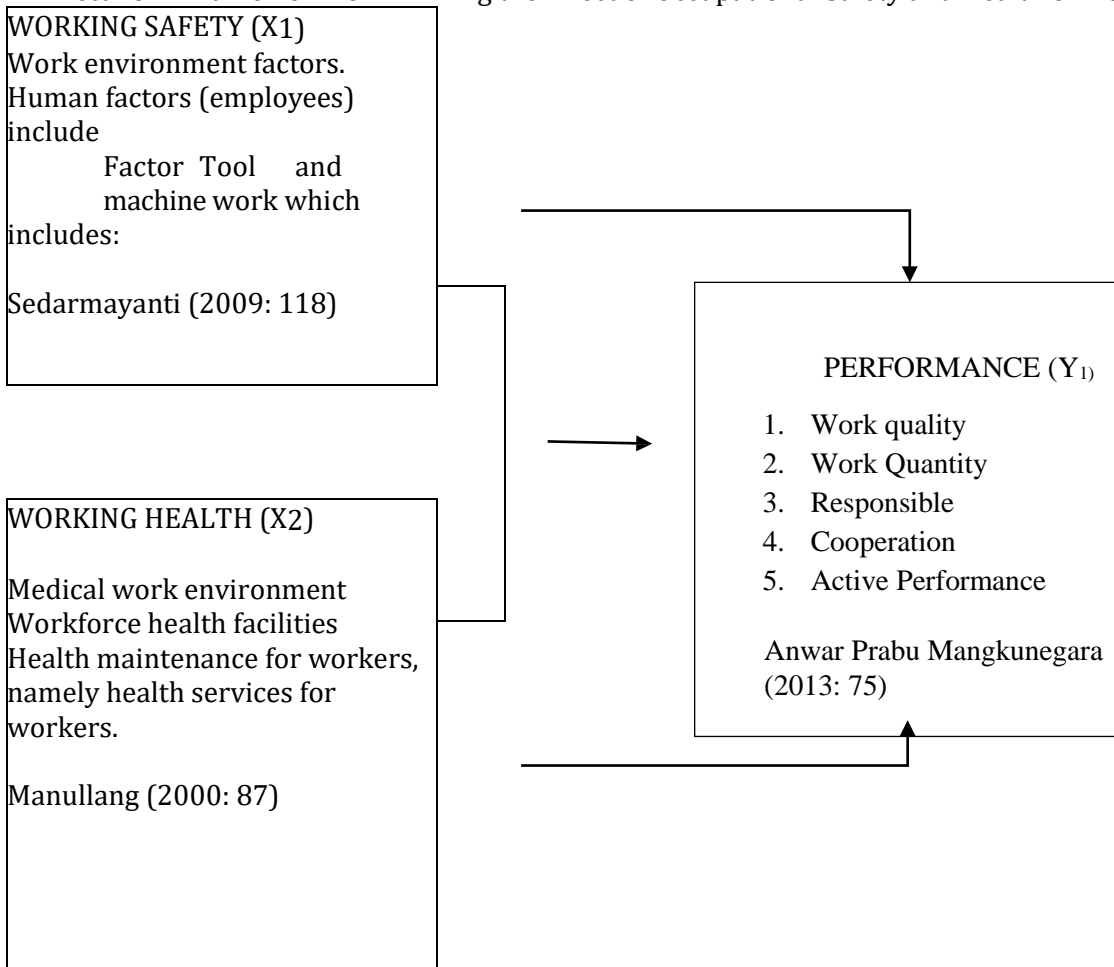 WORKING SAFETY (X1)
Work environment factors.
Human factors (employees)
include
Factor Tool and
machine work which
includes:
Sedarmayanti (2009: 118)
WORKING HEALTH (X2)
Medical work environment
Workforce health facilities
Health maintenance for workers,
namely health services for
workers.
Manullang (2000: 87)
PERFORMANCE (Y1)
1. Work quality
2. Work Quantity
3. Responsible
4. Cooperation
5. Active Performance
Anwar Prabu Mangkunegara
(2013: 75)